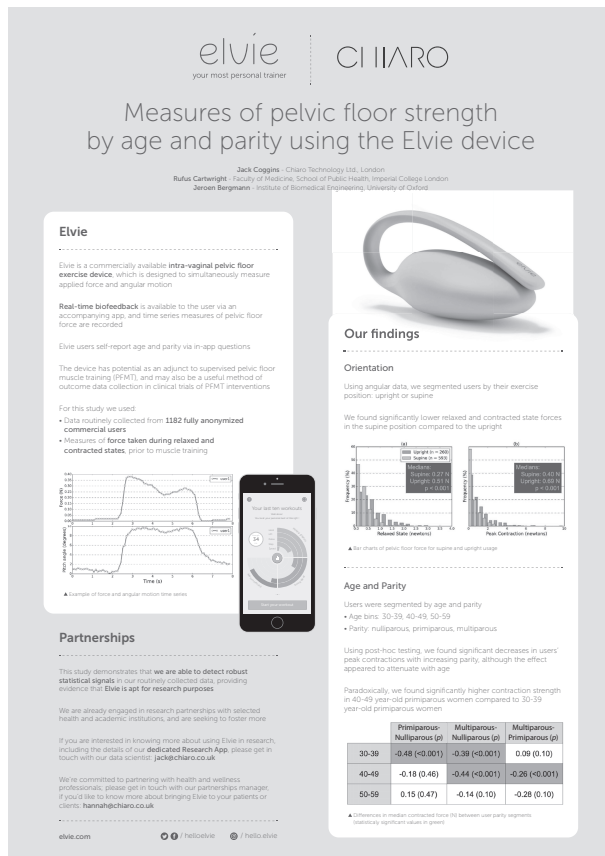 elvie
your most personal trainer
CHIARO
Measures of pelvic floor strength
by age and parity using the Elvie device
Jack Coggins - Chiaro Technology Ltd., London
Rufus Cartwright - Faculty of Medicine, School of Public Health, Imperial College London
Jeroen Bergmann - Institute of Biomedical Engineering, University of Oxford
Elvie
Elvie is a commercially available intra-vaginal pelvic floor
exercise device, which is designed to simultaneously measure
applied force and angular motion
Real-time biofeedback is available to the user via an
accompanying app, and time series measures of pelvic floor
force are recorded
Elvie users self-report age and parity via in-app questions
The device has potential as an adjunct to supervised pelvic floor
muscle training (PFMT), and may also be a useful method of
outcome data collection in clinical trials of PFMT interventions
For this study we used:
• Data routinely collected from 1182 fully anonymized
commercial users
• Measures of force taken during relaxed and
contracted states, prior to muscle training
Force (N)
Pitch angle (degrees)
Time (s)
▲ Example of force and angular motion time series
Partnerships
This study demonstrates that we are able to detect robust
statistical signals in our routinely collected data, providing
evidence that Elvie is apt for research purposes
We are already engaged in research partnerships with selected
health and academic institutions, and are seeking to foster more
If you are interested in knowing more about using Elvie in research,
including the details of our dedicated Research App, please get in
touch with our data scientist: jack@chiaro.co.uk
We're committed to partnering with health and wellness
professionals; please get in touch with our partnerships manager,
if you'd like to know more about bringing Elvie to your patients or
clients: hannah@chiaro.co.uk
elvie.com
/ helloelvie
/ hello.elvie
Our findings
Orientation
Using angular data, we segmented users by their exercise
position: upright or supine
We found significantly lower relaxed and contracted state forces
in the supine position compared to the upright
(a)
Upright (n = 260)
Supine (n = 593)
Medians:
Supine: 0.27 N
Upright: 0.51 N
p < 0.001
Frequency (%)
Relaxed State (newtons)
(b)
Medians:
Supine: 0.40 N
Upright: 0.69 N
p < 0.001
Frequency (%)
Peak Contraction (newtons)
▲ Bar charts of pelvic floor force for supine and upright usage
Age and Parity
Users were segmented by age and parity
• Age bins: 30-39, 40-49, 50-59
• Parity: nulliparous, primiparous, multiparous
Using post-hoc testing, we found significant decreases in users'
peak contractions with increasing parity, although the effect
appeared to attenuate with age
Paradoxically, we found significantly higher contraction strength
in 40-49 year-old primiparous women compared to 30-39
year-old primiparous women
Primiparous-Nulliparous (p) Multiparous-Nulliparous (p) Multiparous-Primiparous (p)
30-39 -0.48 (<0.001) -0.39 (<0.001) 0.09 (0.10)
40-49 -0.18 (0.46) -0.44 (<0.001) -0.26 (<0.001)
50-59 0.15 (0.47) -0.14 (0.10) -0.28 (0.10)
▲ Differences in median contracted force (N) between user parity segments
(statisticaly significant values in green)